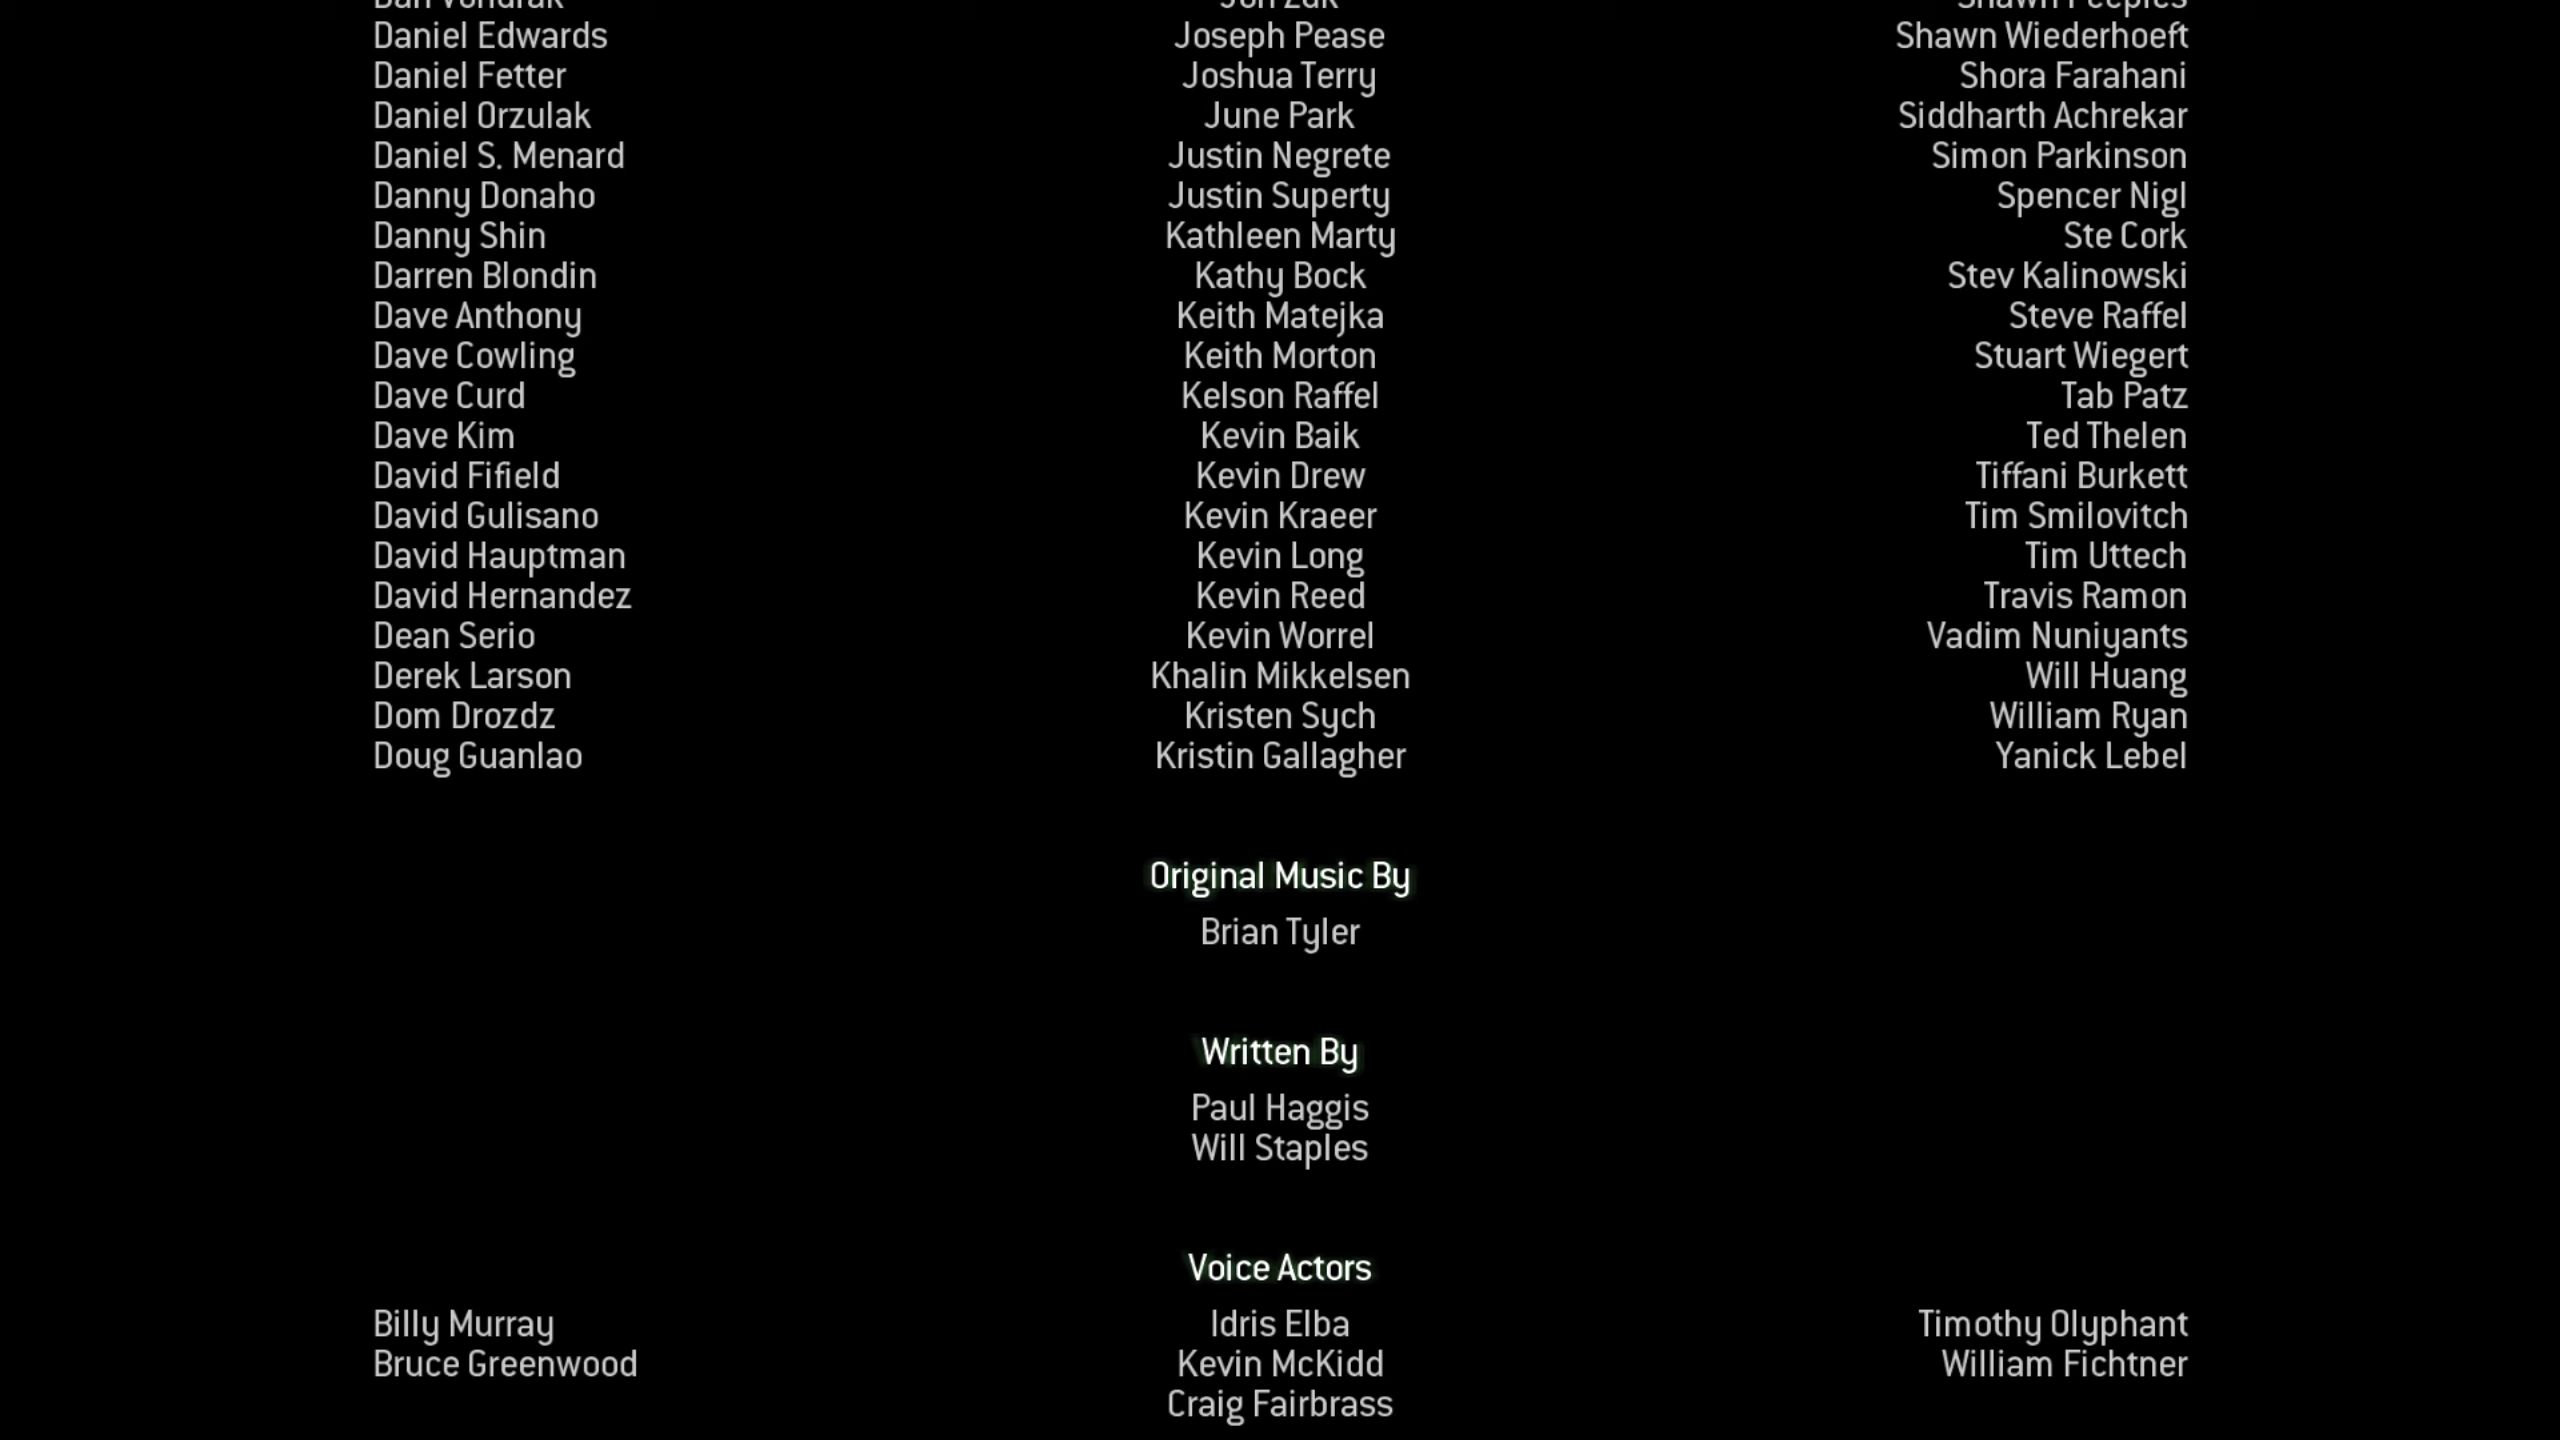 Daniel Edwards
Daniel Fetter
Daniel Orzulak
Daniel S. Menard
Danny Donaho
Danny Shin
Darren Blondin
Dave Anthony
Dave Cowling
Dave Curd
Dave Kim
David Fifield
David Gulisano
David Hauptman
David Hernandez
Dean Serio
Derek Larson
Dom Drozdz
Doug Guanlao
Joseph Pease
Joshua Terry
June Park
Justin Negrete
Justin Superty
Kathleen Marty
Kathy Bock
Keith Matejka
Keith Morton
Kelson Raffel
Kevin Baik
Kevin Drew
Kevin Kraeer
Kevin Long
Kevin Reed
Kevin Worrel
Khalin Mikkelsen
Kristen Sych
Kristin Gallagher
Shawn Wiederhoeft
Shora Farahani
Siddharth Achrekar
Simon Parkinson
Spencer Nigl
Ste Cork
Stev Kalinowski
Steve Raffel
Stuart Wiegert
Tab Patz
Ted Thelen
Tiffani Burkett
Tim Smilovitch
Tim Uttech
Travis Ramon
Vadim Nuniyants
Will Huang
William Ryan
Yanick Lebel
Original Music By
Brian Tyler
Written By
Paul Haggis
Will Staples
Voice Actors
Billy Murray
Bruce Greenwood
Idris Elba
Kevin McKidd
Craig Fairbrass
Timothy Olyphant
William Fichtner